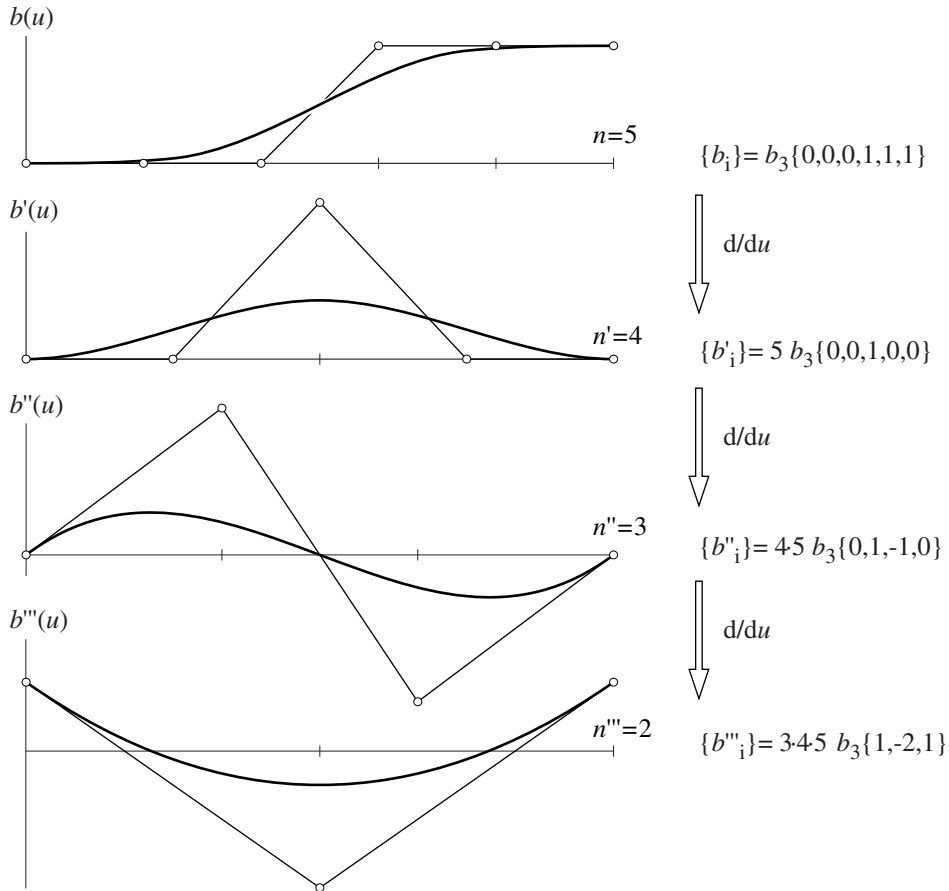 b(u)
n=5
{b_i}= b_3{0,0,0,1,1,1}
b'(u)
d/du
n'=4
{b'_i}= 5 b_3{0,0,1,0,0}
b''(u)
d/du
n''=3
{b''_i}= 4·5 b_3{0,1,-1,0}
b'''(u)
d/du
n'''=2
{b'''_i}= 3·4·5 b_3{1,-2,1}